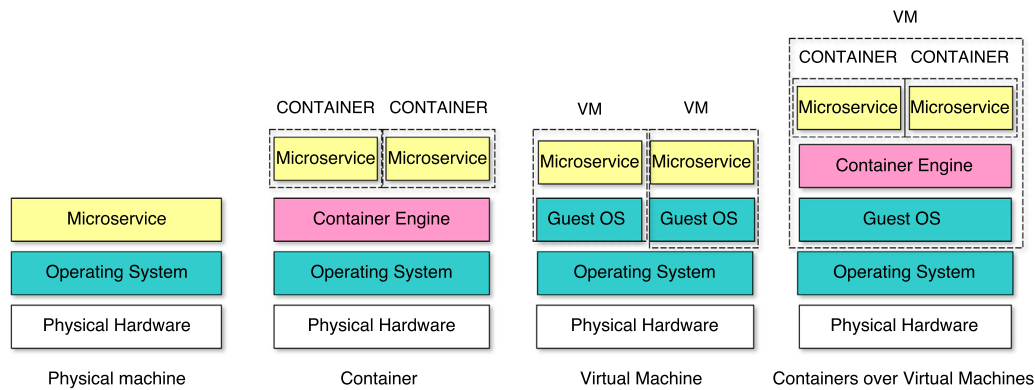 VM
CONTAINER CONTAINER
Microservice Microservice
CONTAINER CONTAINER
VM VM
Microservice Microservice
Microservice Microservice
Container Engine
Microservice
Container Engine
Guest OS Guest OS
Guest OS
Operating System
Operating System
Operating System
Operating System
Physical Hardware
Physical Hardware
Physical Hardware
Physical Hardware
Physical machine
Container
Virtual Machine
Containers over Virtual Machines